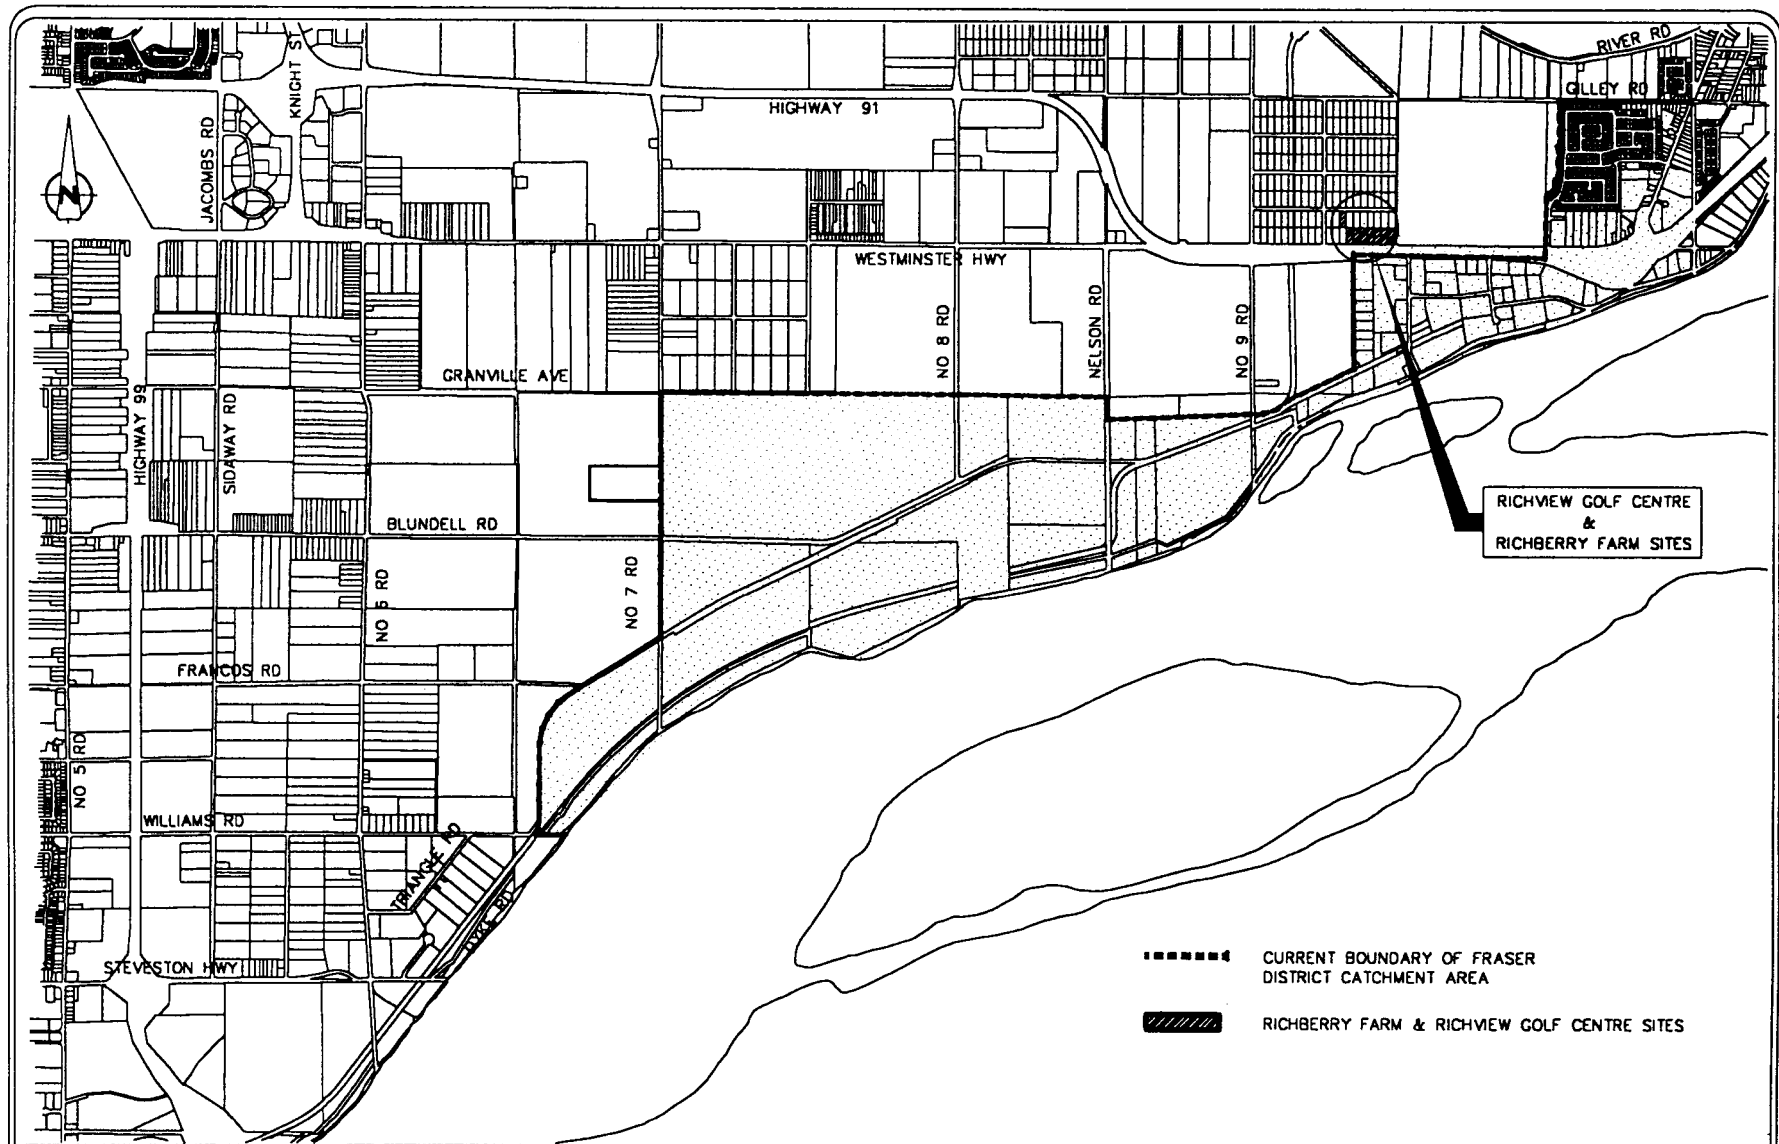 RIVER RD
GILLEY RD
KNIGHT ST
HIGHWAY 91
JACOMBS RD
N
WESTMINSTER HWY
NO 8 RD
NELSON RD
NO 9 RD
GRANVILLE AVE
HIGHWAY 99
SIDAWAY RD
BLUNDELL RD
RICHVIEW GOLF CENTRE
&
RICHBERRY FARM SITES
NO 6 RD
NO 7 RD
FRANCOS RD
NO 5 RD
WILLIAMS RD
TRIANGLE RD
DYKE RD
STEVESTON HWY
CURRENT BOUNDARY OF FRASER
DISTRICT CATCHMENT AREA
RICHBERRY FARM & RICHVIEW GOLF CENTRE SITES